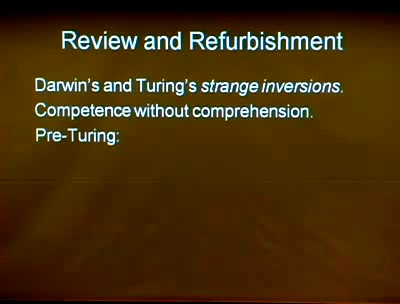 Review and Refurbishment
Darwin's and Turing's strange inversions.
Competence without comprehension.
Pre-Turing: